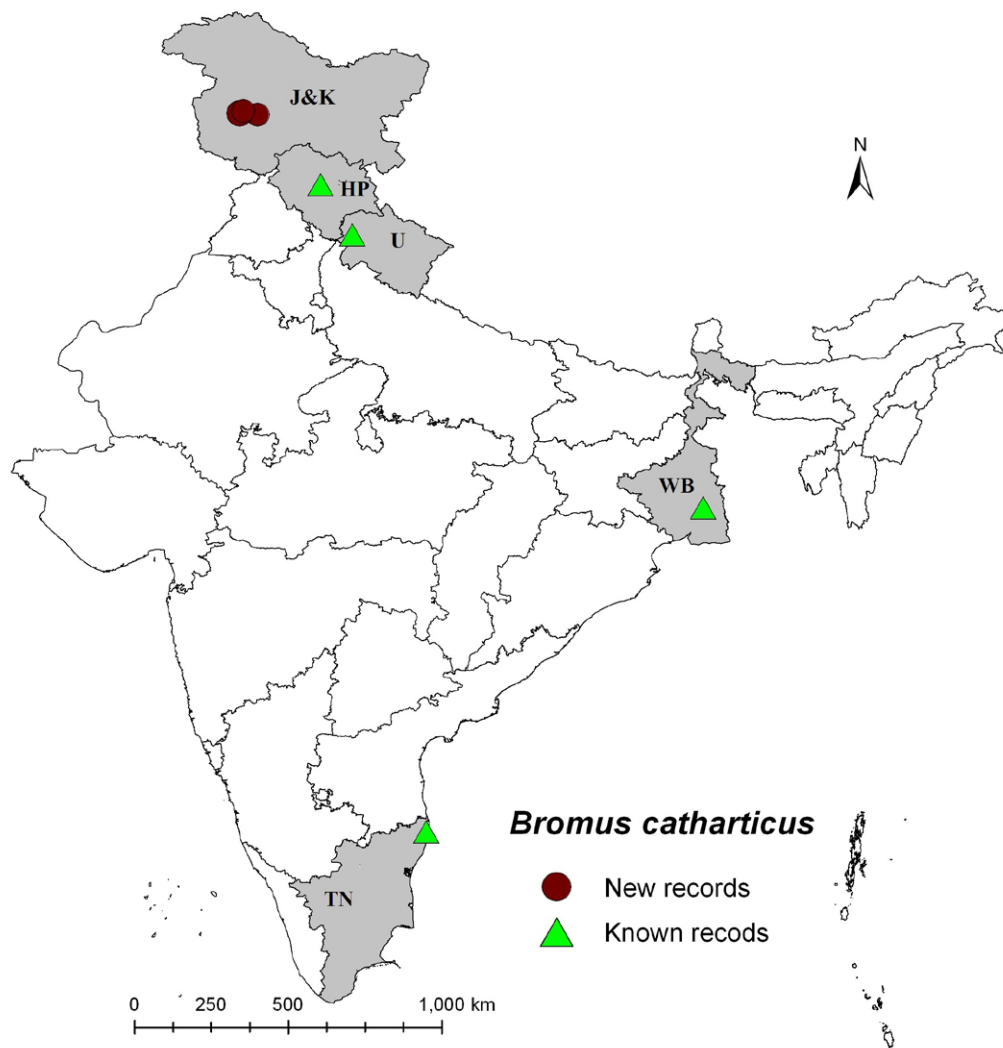 J&K
N
HP
U
WB
Bromus catharticus
New records
TN
Known recods
0 250 500 1,000 km